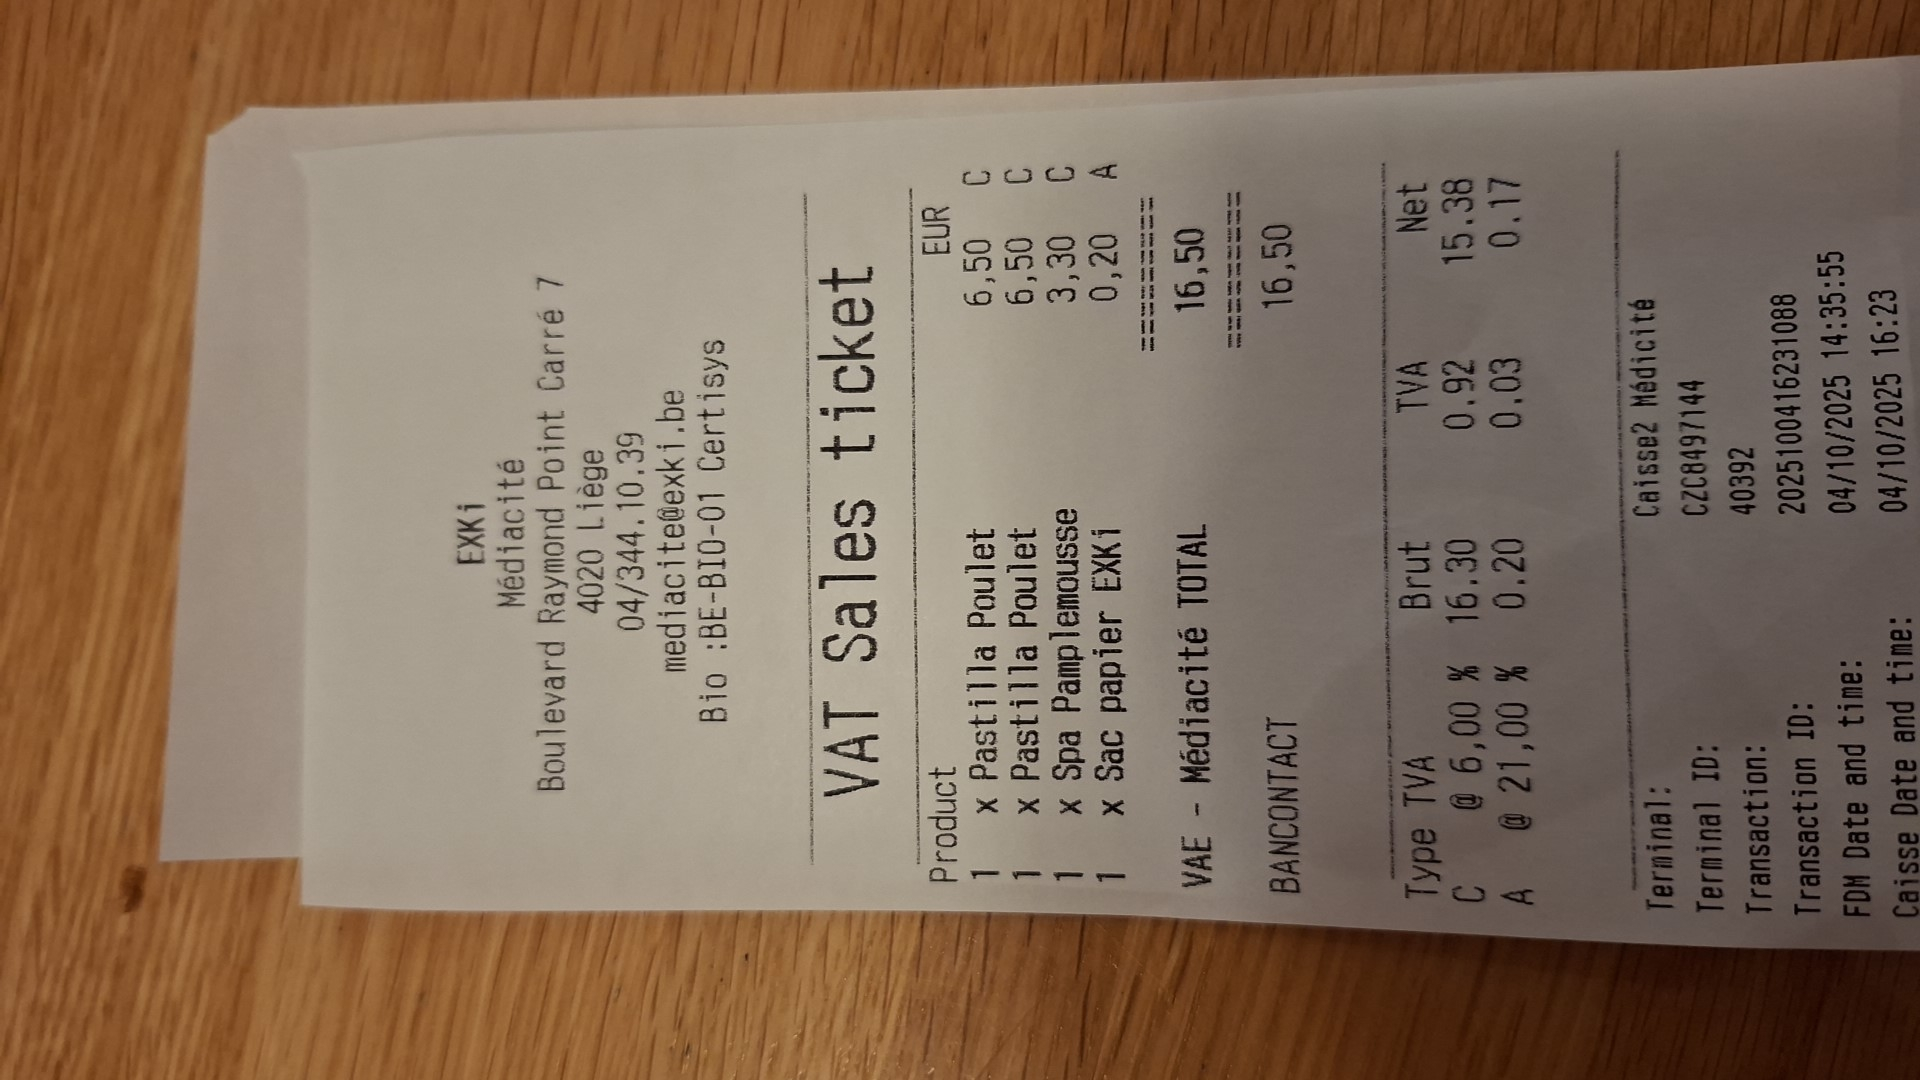 EXKi
Médiacité
Boulevard Raymond Point Carré 7
4020 Liège
04/344.10.39
mediacite@exki.be
Bio :BE-BIO-01 Certisys
VAT Sales ticket
Product EUR
1 x Pastilla Poulet 6,50 C
1 x Pastilla Poulet 6,50 C
1 x Spa Pamplemousse 3,30 C
1 x Sac papier EXKi 0,20 A
=========
VAE - Médiacité TOTAL 16,50
=========
BANCONTACT 16,50
Type TVA Brut TVA Net
C @ 6,00 % 16.30 0.92 15.38
A @ 21,00 % 0.20 0.03 0.17
Terminal: Caisse2 Médicité
Terminal ID: CZC8497144
Transaction: 40392
Transaction ID: 20251004162310​88
FDM Date and time: 04/10/2025 14:35:55
Caisse Date and time: 04/10/2025 16:23